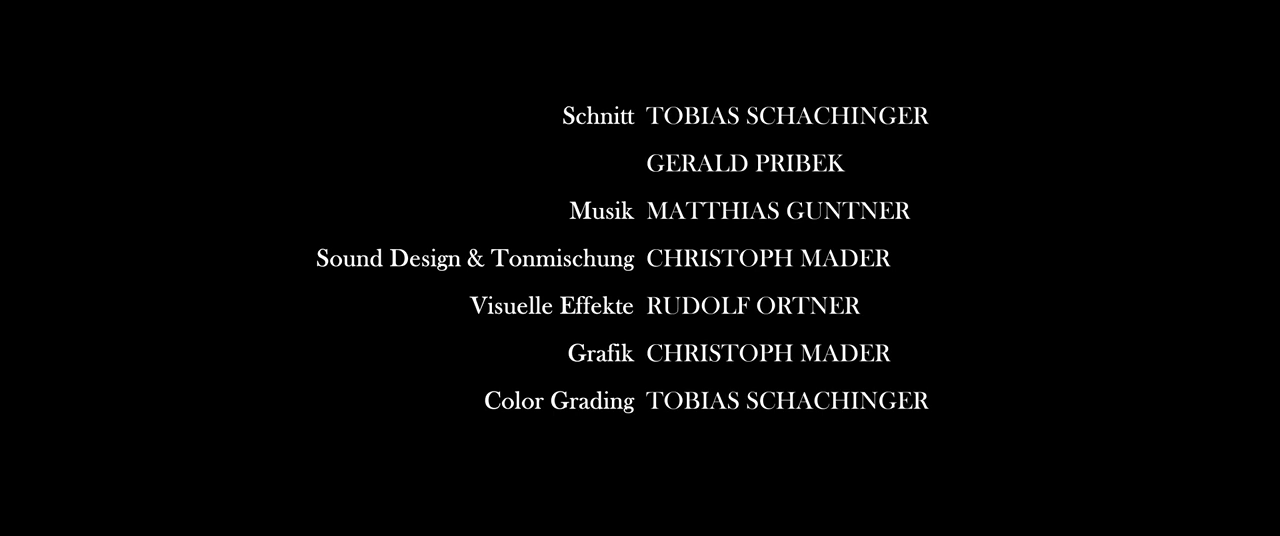 Schnitt TOBIAS SCHACHINGER
GERALD PRIBEK
Musik MATTHIAS GUNTNER
Sound Design & Tonmischung CHRISTOPH MADER
Visuelle Effekte RUDOLF ORTNER
Grafik CHRISTOPH MADER
Color Grading TOBIAS SCHACHINGER